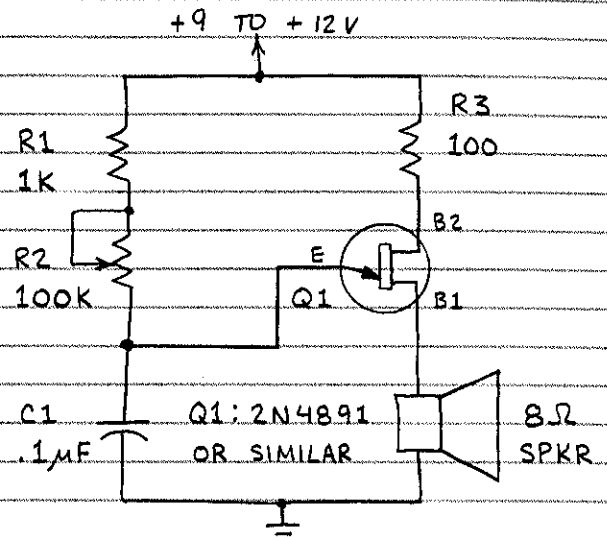 +9 TO +12V
R1
1K
R3
100
B2
R2
100K
E
Q1
B1
C1
.1µF
Q1: 2N4891
OR SIMILAR
8Ω
SPKR